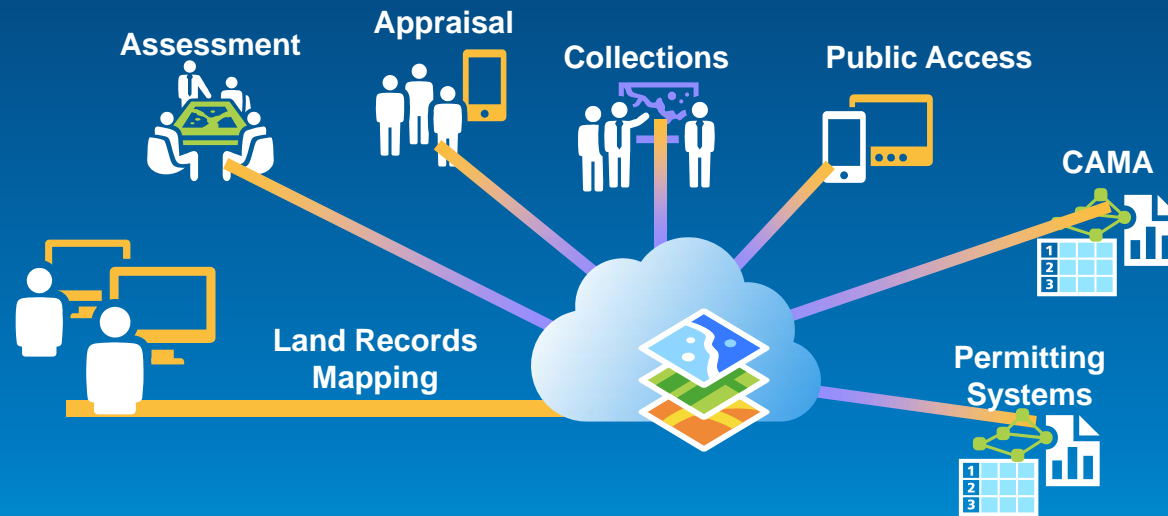 Assessment
Appraisal
Collections
Public Access
CAMA
1
2
3
Land Records
Mapping
Permitting
Systems
1
2
3